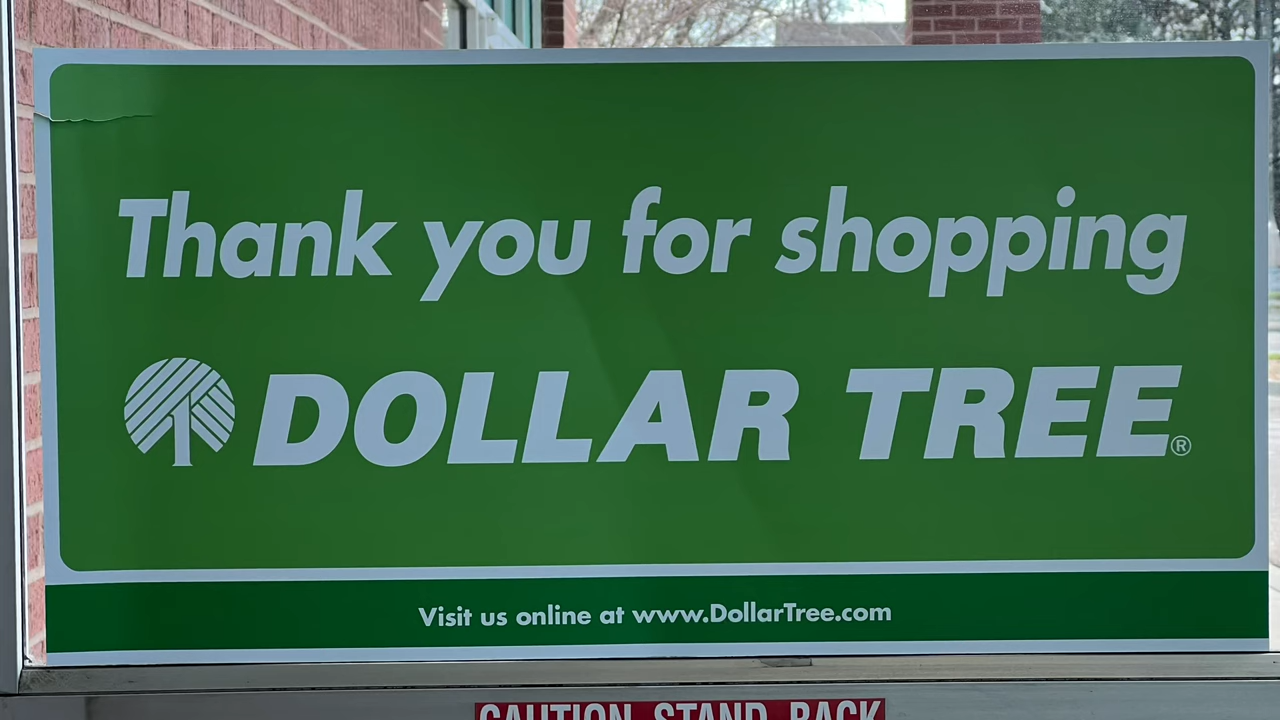 Thank you for shopping
DOLLAR TREE®
Visit us online at www.DollarTree.com
CAUTION STAND BACK